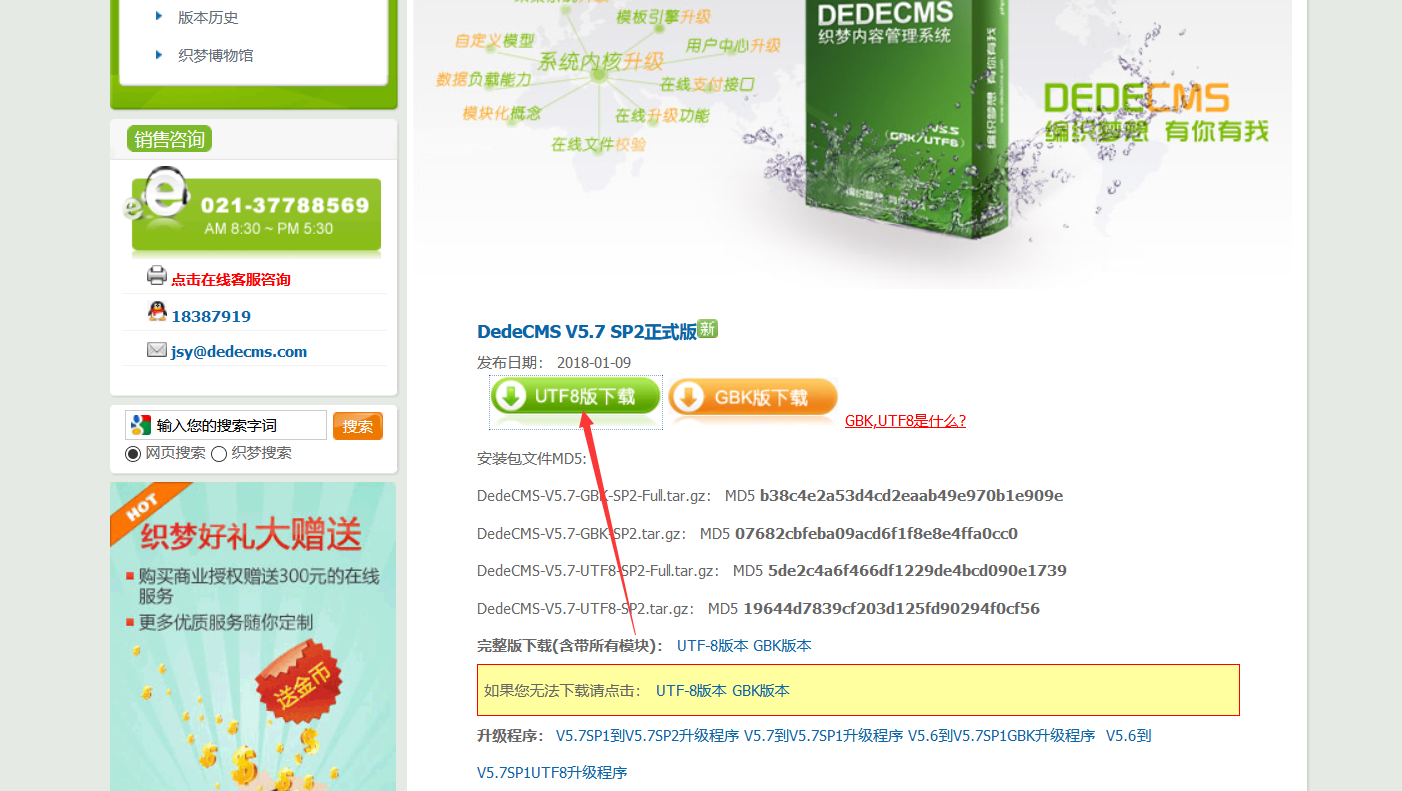 版本历史
织梦博物馆
销售咨询
021-37788569
AM 8:30 ~ PM 5:30
点击在线客服咨询
18387919
jsy@dedecms.com
输入您的搜索字词
搜索
网页搜索 织梦搜索
HOT
织梦好礼大赠送
购买商业授权赠送300元的在线
服务
更多优质服务随你定制
送金币
模板引擎升级
自定义模型
用户中心升级
系统内核升级
数据负载能力
在线支付接口
模块化概念
在线升级功能
在线文件校验
DEDECMS
织梦内容管理系统
(GBK/UTF8)
编织梦想 有你有我
DEDECMS
编织梦想 有你有我
DedeCMS V5.7 SP2正式版新
发布日期: 2018-01-09
UTF8版下载 GBK版下载 GBK,UTF8是什么?
安装包文件MD5:
DedeCMS-V5.7-GBK-SP2-Full.tar.gz: MD5 b38c4e2a53d4cd2eaab49e970b1e909e
DedeCMS-V5.7-GBK-SP2.tar.gz: MD5 07682cbfeba09acd6f1f8e8e4ffa0cc0
DedeCMS-V5.7-UTF8-SP2-Full.tar.gz: MD5 5de2c4a6f466df1229de4bcd090e1739
DedeCMS-V5.7-UTF8-SP2.tar.gz: MD5 19644d7839cf203d125fd90294f0cf56
完整版下载(含带所有模块): UTF-8版本 GBK版本
如果您无法下载请点击: UTF-8版本 GBK版本
升级程序: V5.7SP1到V5.7SP2升级程序 V5.7到V5.7SP1升级程序 V5.6到V5.7SP1GBK升级程序 V5.6到
V5.7SP1UTF8升级程序